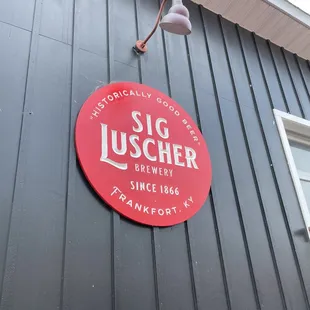 "HISTORICALLY GOOD BEER"
SIG
LUSCHER
BREWERY
SINCE 1866
FRANKFORT, KY